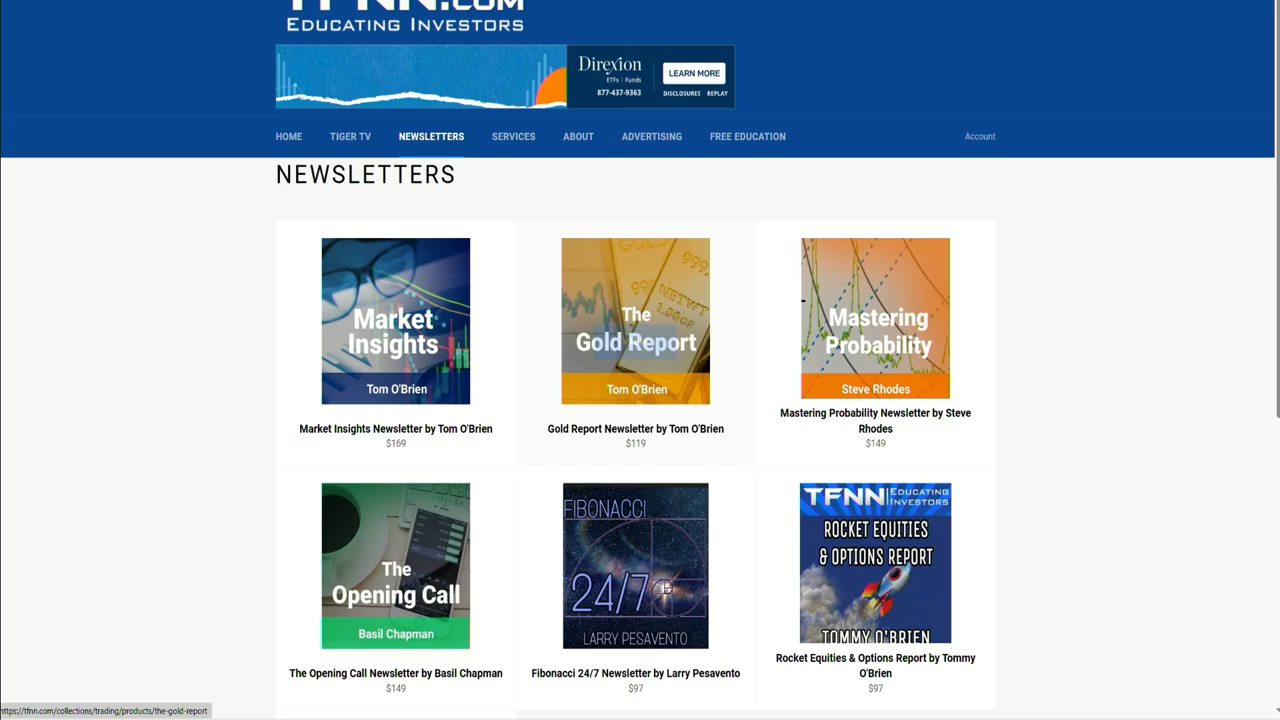 TFNN.COM
EDUCATING INVESTORS
Direxion
ETFs | Funds
877-437-9363
LEARN MORE
DISCLOSURES REPLAY
HOME TIGER TV NEWSLETTERS SERVICES ABOUT ADVERTISING FREE EDUCATION Account
NEWSLETTERS
Market
Insights
Tom O'Brien
Market Insights Newsletter by Tom O'Brien
$169
The
Gold Report
Tom O'Brien
Gold Report Newsletter by Tom O'Brien
$119
Mastering
Probability
Steve Rhodes
Mastering Probability Newsletter by Steve
Rhodes
$149
The
Opening Call
Basil Chapman
The Opening Call Newsletter by Basil Chapman
$149
FIBONACCI
24/7
LARRY PESAVENTO
Fibonacci 24/7 Newsletter by Larry Pesavento
$97
TFNN EDUCATING
INVESTORS
ROCKET EQUITIES
& OPTIONS REPORT
TOMMY O'BRIEN
Rocket Equities & Options Report by Tommy
O'Brien
$97
https://tfnn.com/collections/trading/products/the-gold-report